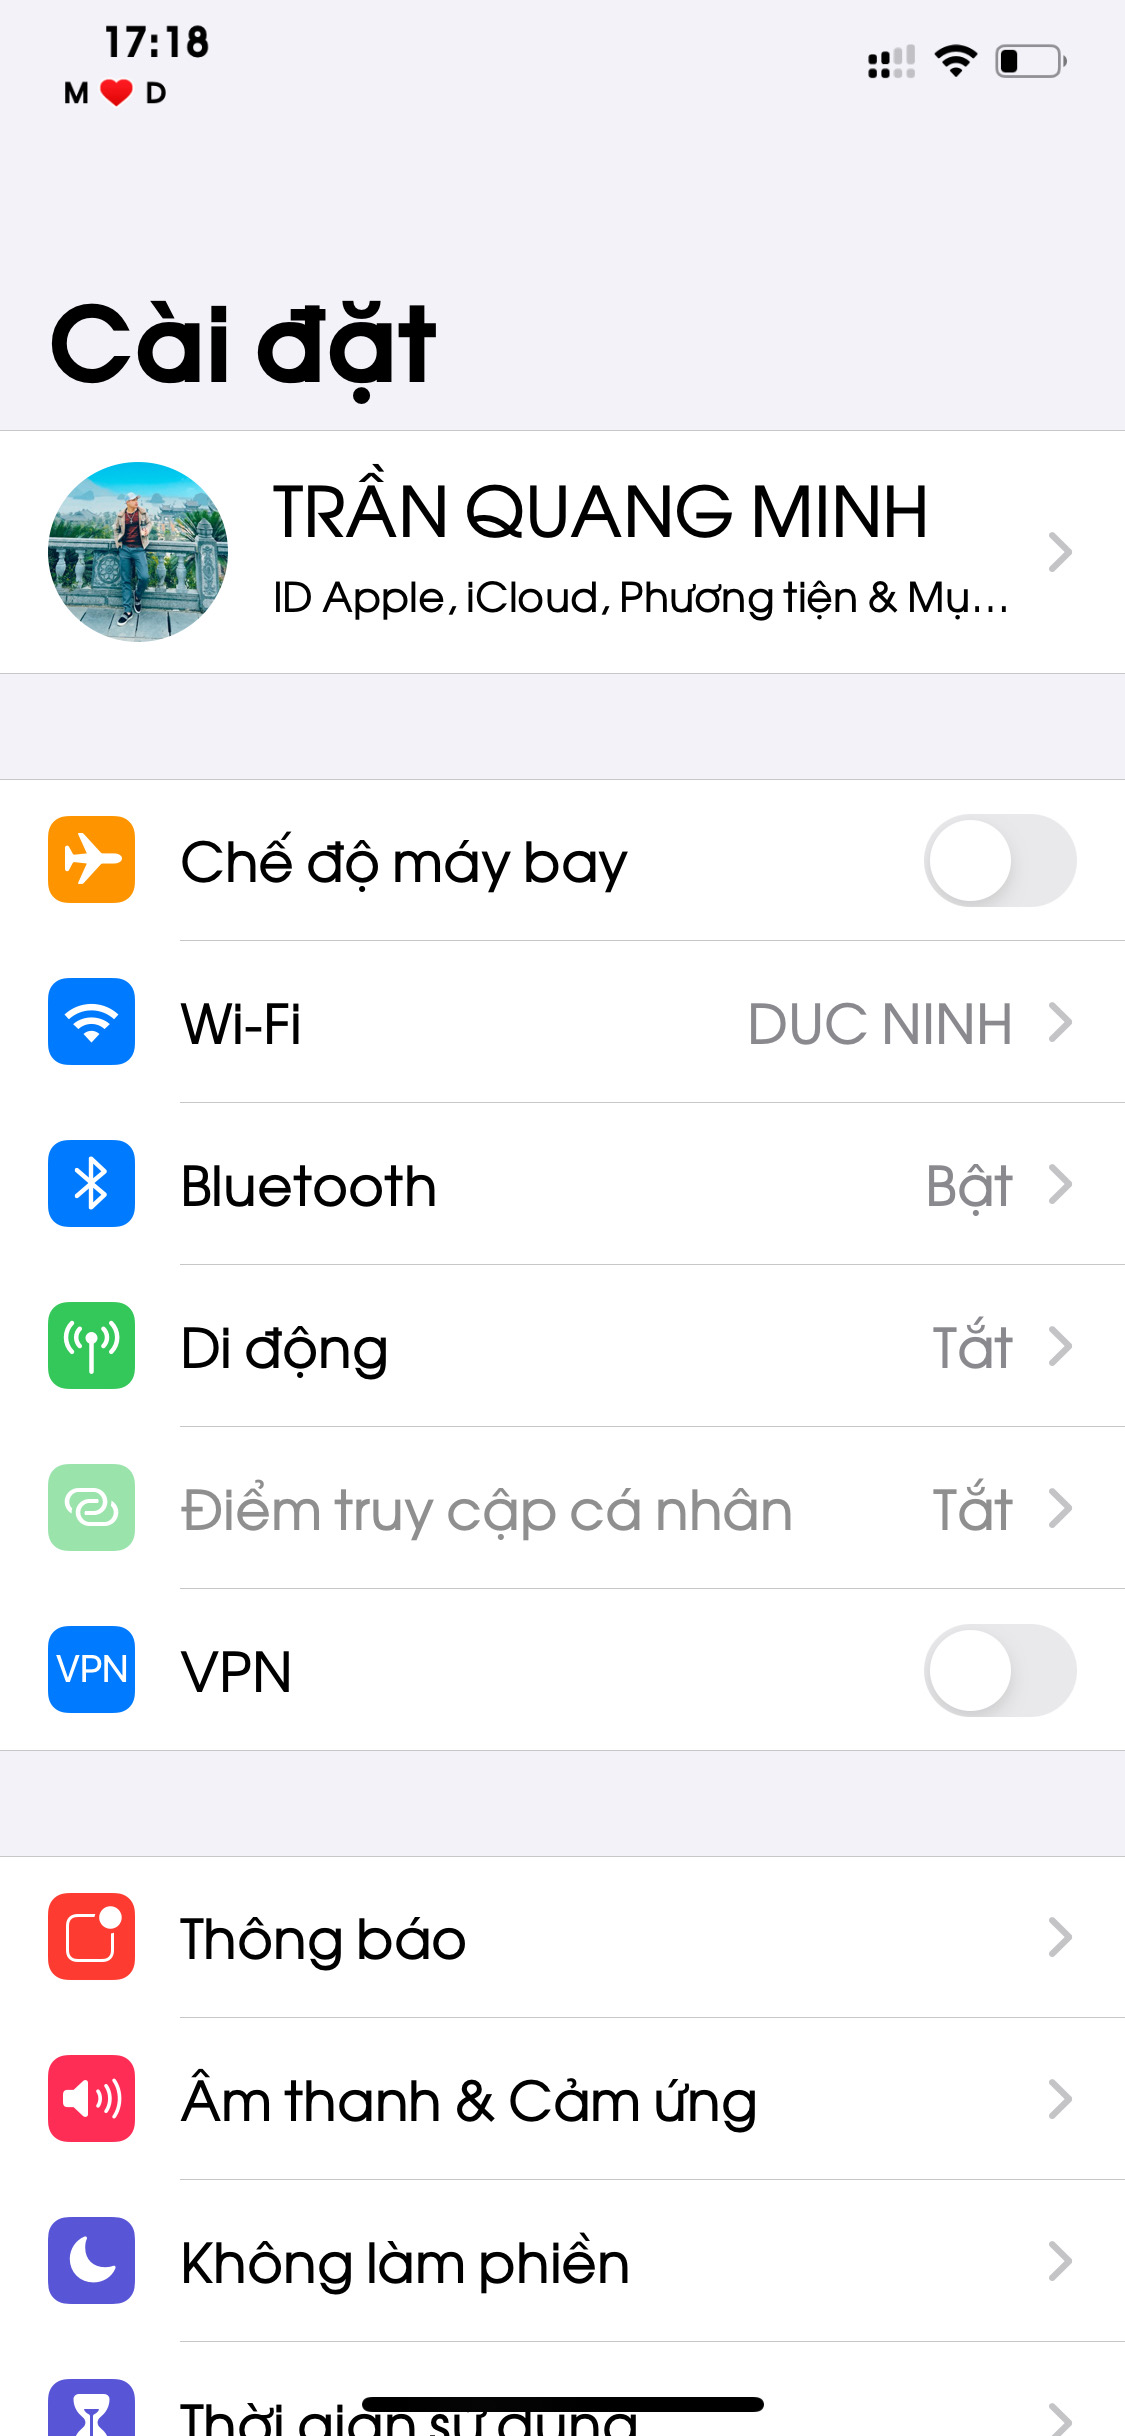 17:18
M ❤️ D
Cài đặt
TRẦN QUANG MINH
ID Apple, iCloud, Phương tiện & Mụ...
Chế độ máy bay
Wi-Fi DUC NINH
Bluetooth Bật
Di động Tắt
Điểm truy cập cá nhân Tắt
VPN VPN
Thông báo
Âm thanh & Cảm ứng
Không làm phiền
Thời gian sử dụng